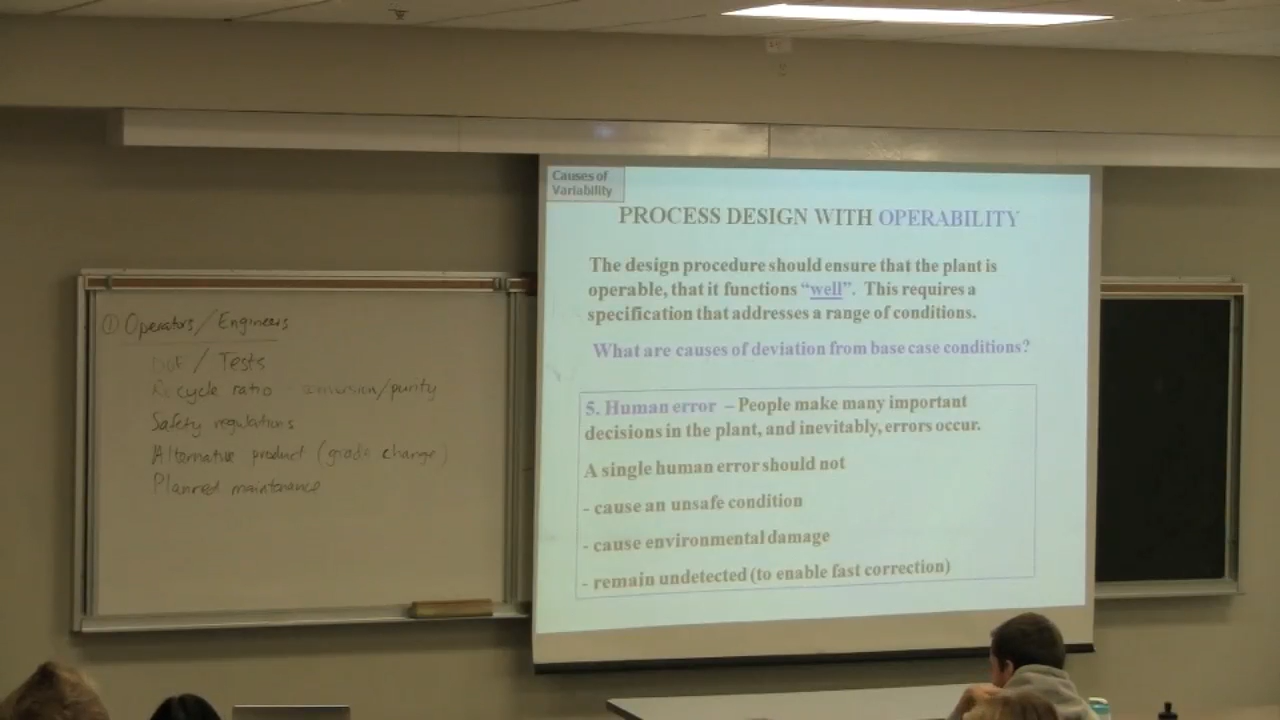 ① Operators/Engineers
/ Tests
Recycle ratio conversion/purity
Safety regulations
Alternative product (grade change)
Planned maintenance
Causes of
Variability
PROCESS DESIGN WITH OPERABILITY
The design procedure should ensure that the plant is
operable, that it functions “well”. This requires a
specification that addresses a range of conditions.
What are causes of deviation from base case conditions?
5. Human error – People make many important
decisions in the plant, and inevitably, errors occur.
A single human error should not
- cause an unsafe condition
- cause environmental damage
- remain undetected (to enable fast correction)